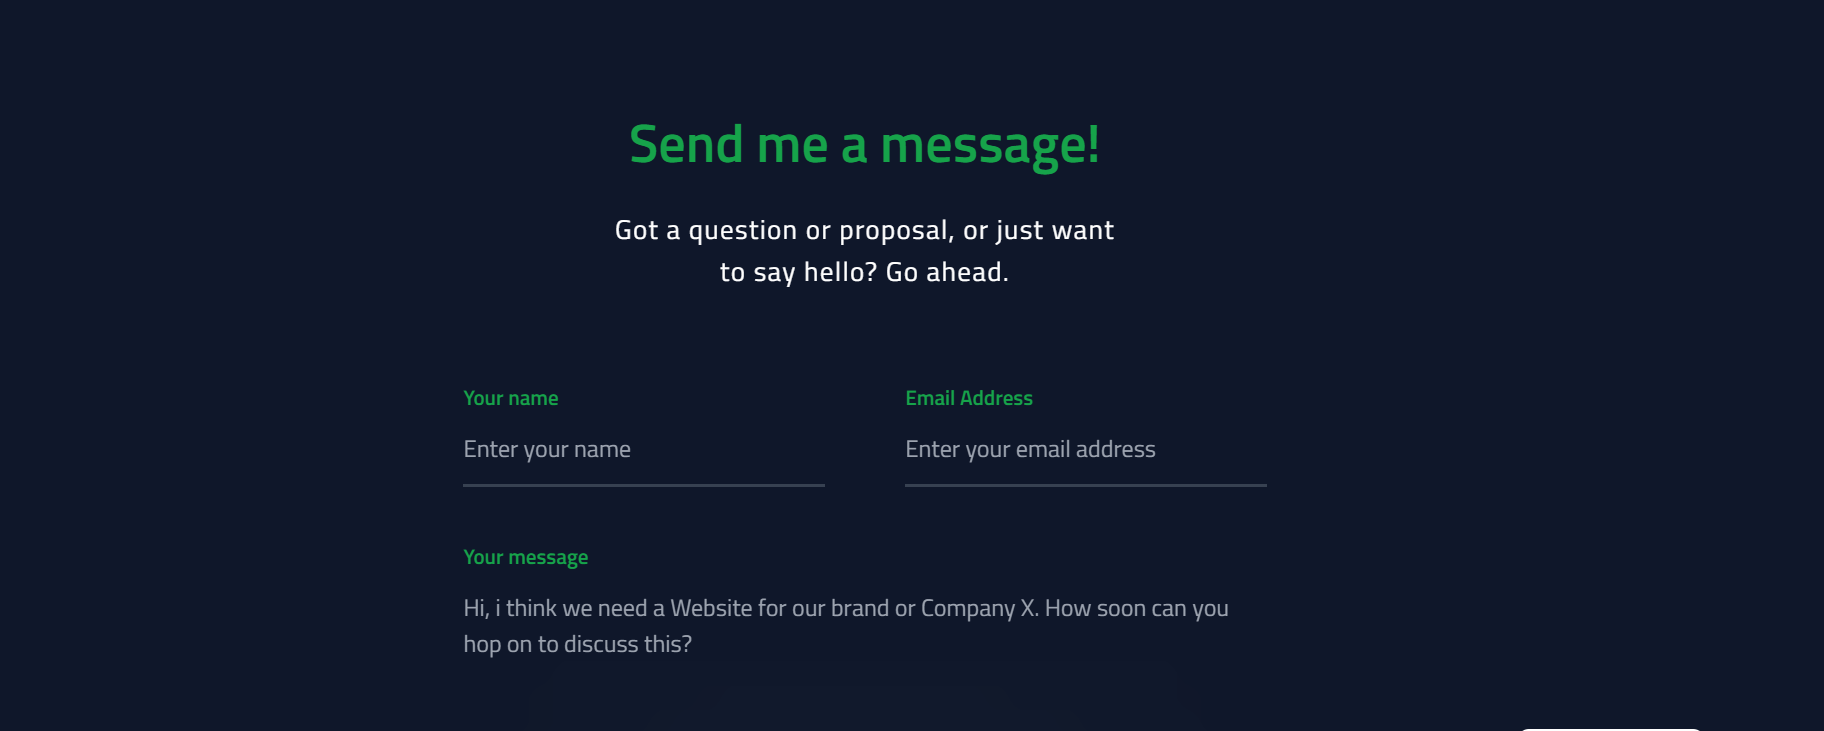 Send me a message!
Got a question or proposal, or just want
to say hello? Go ahead.
Your name
Email Address
Enter your name
Enter your email address
Your message
Hi, i think we need a Website for our brand or Company X. How soon can you
hop on to discuss this?